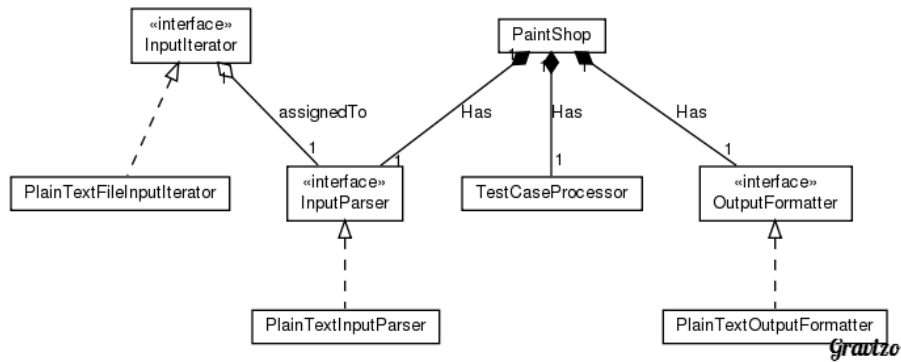 «interface»
InputIterator
PaintShop
1
1
1
1
assignedTo
Has
Has
Has
1
1
1
1
PlainTextFileInputIterator
«interface»
InputParser
TestCaseProcessor
«interface»
OutputFormatter
PlainTextInputParser
PlainTextOutputFormatter
Gravizo